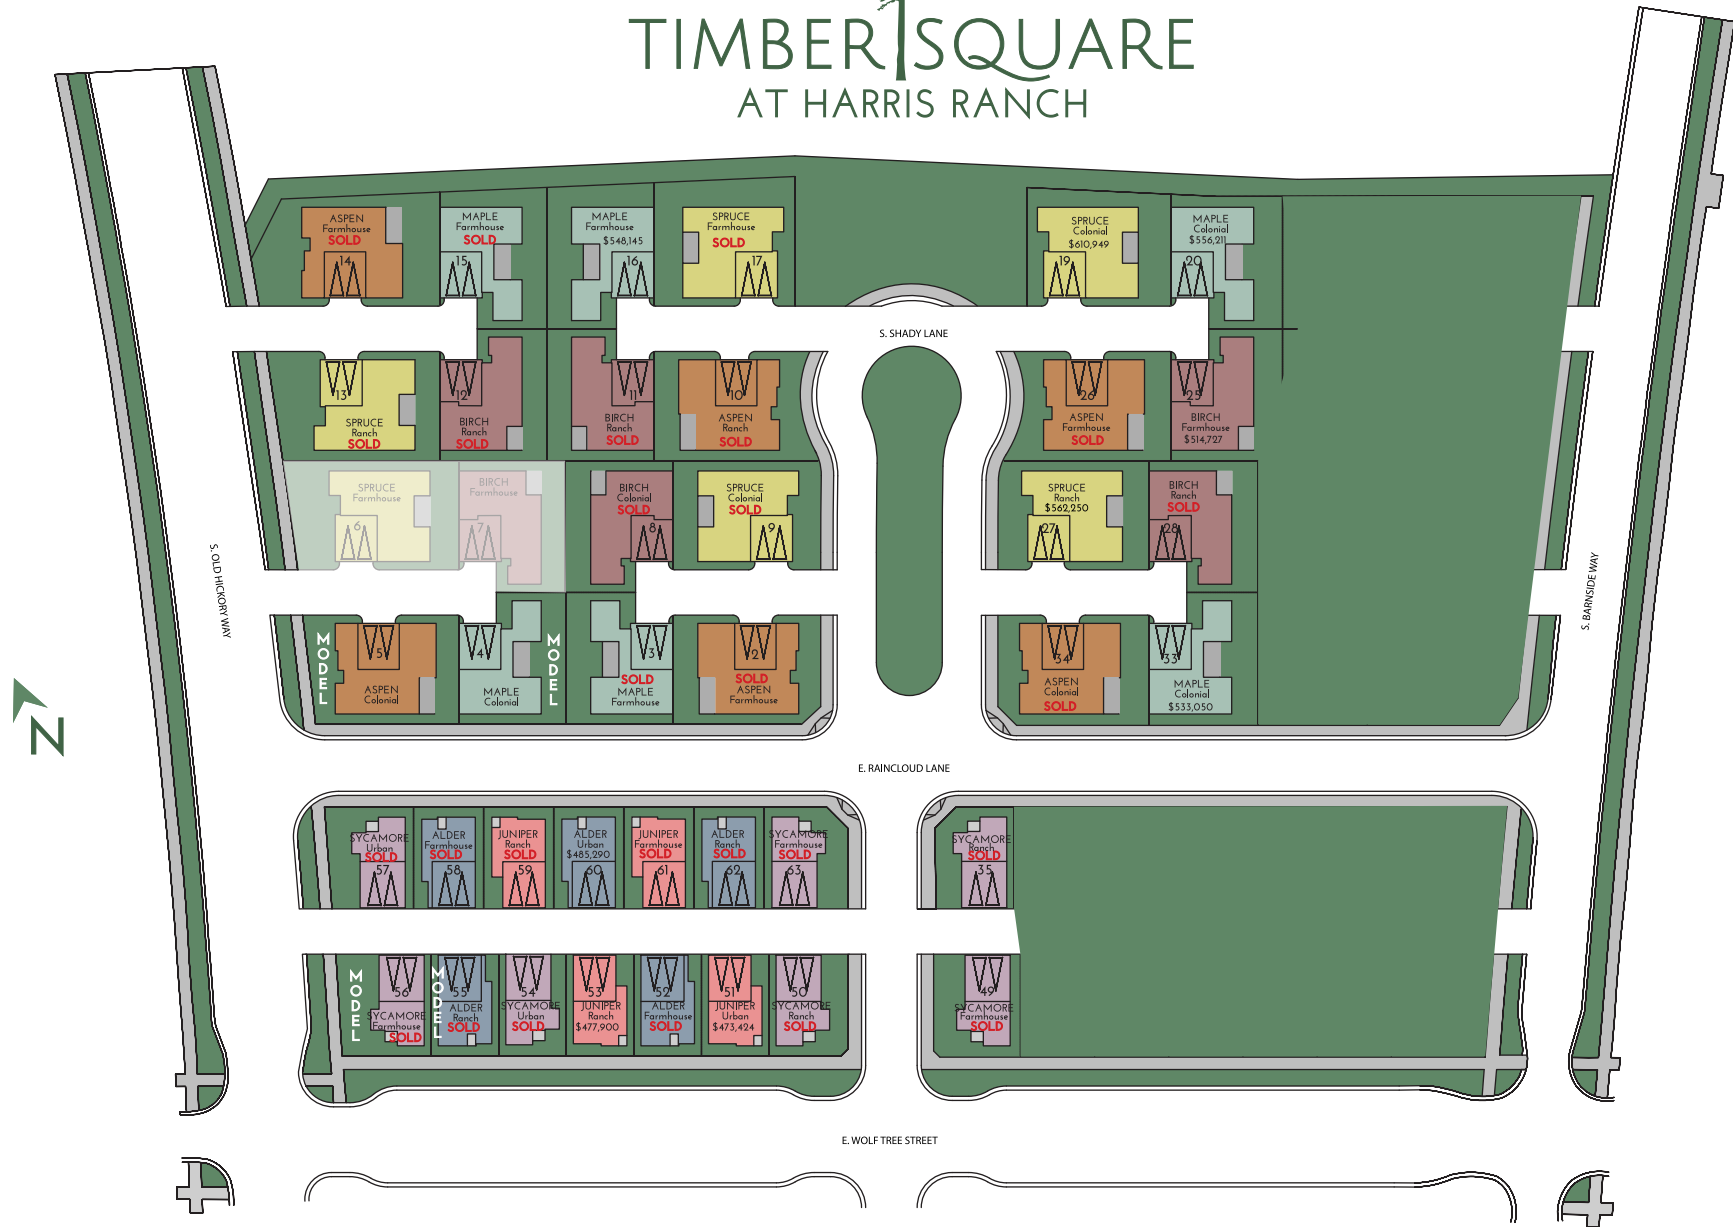 TIMBER SQUARE
AT HARRIS RANCH
ASPEN
Farmhouse
SOLD
14
MAPLE
Farmhouse
SOLD
15
MAPLE
Farmhouse
$548,145
16
SPRUCE
Farmhouse
SOLD
17
SPRUCE
Colonial
$610,949
19
MAPLE
Colonial
$556,211
20
S. SHADY LANE
13
SPRUCE
Ranch
SOLD
12
BIRCH
Ranch
SOLD
11
BIRCH
Ranch
SOLD
10
ASPEN
Ranch
SOLD
26
ASPEN
Farmhouse
SOLD
25
BIRCH
Farmhouse
$514,727
SPRUCE
Farmhouse
6
BIRCH
Farmhouse
7
BIRCH
Colonial
SOLD
8
SPRUCE
Colonial
SOLD
9
SPRUCE
Ranch
$562,250
27
BIRCH
Ranch
SOLD
28
S. OLD HICKORY WAY
S. BARNSIDE WAY
MODEL
5
ASPEN
Colonial
4
MAPLE
Colonial
MODEL
3
SOLD
MAPLE
Farmhouse
2
SOLD
ASPEN
Farmhouse
34
ASPEN
Colonial
SOLD
33
MAPLE
Colonial
$533,050
N
E. RAINCLOUD LANE
SYCAMORE
Urban
SOLD
57
ALDER
Farmhouse
SOLD
58
JUNIPER
Ranch
SOLD
59
ALDER
Urban
$485,290
60
JUNIPER
Farmhouse
SOLD
61
ALDER
Ranch
SOLD
62
SYCAMORE
Farmhouse
SOLD
63
SYCAMORE
Ranch
SOLD
35
MODEL
56
SYCAMORE
Farmhouse
SOLD
MODEL
55
ALDER
Ranch
SOLD
54
SYCAMORE
Urban
SOLD
53
JUNIPER
Ranch
$477,900
52
ALDER
Farmhouse
SOLD
51
JUNIPER
Urban
$473,424
50
SYCAMORE
Ranch
SOLD
49
SYCAMORE
Farmhouse
SOLD
E. WOLF TREE STREET